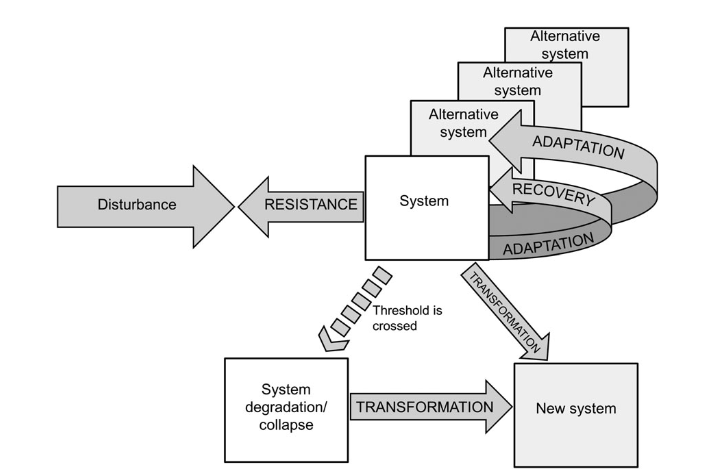 Alternative
system
Alternative
system
Alternative
system
ADAPTATION
Disturbance
RESISTANCE
System
RECOVERY
ADAPTATION
Threshold is
crossed
TRANSFORMATION
System
degradation/
collapse
TRANSFORMATION
New system